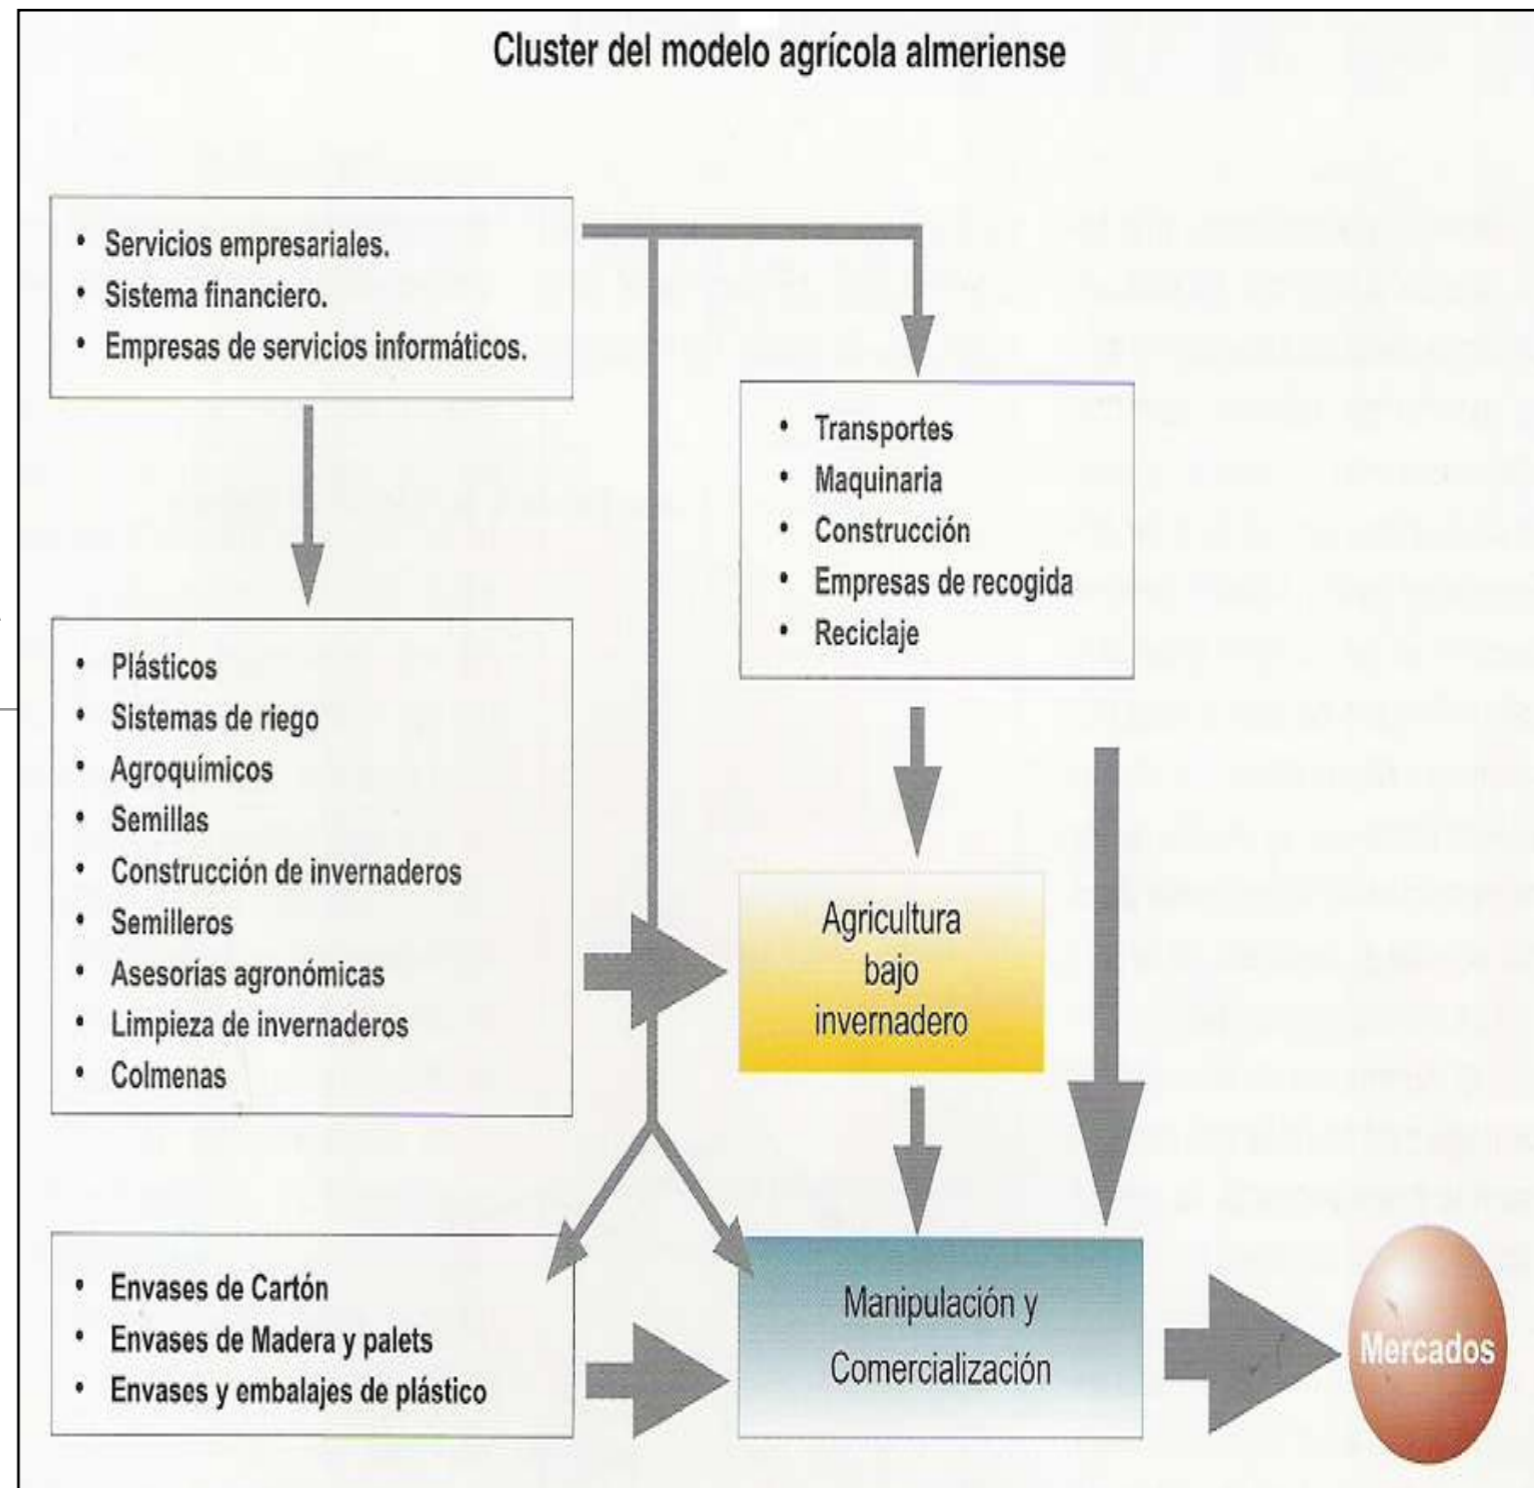 Cluster del modelo agrícola almeriense
• Servicios empresariales.
• Sistema financiero.
• Empresas de servicios informáticos.
• Transportes
• Maquinaria
• Construcción
• Empresas de recogida
• Reciclaje
• Plásticos
• Sistemas de riego
• Agroquímicos
• Semillas
• Construcción de invernaderos
• Semilleros
• Asesorías agronómicas
• Limpieza de invernaderos
• Colmenas
Agricultura
bajo
invernadero
• Envases de Cartón
• Envases de Madera y palets
• Envases y embalajes de plástico
Manipulación y
Comercialización
Mercados